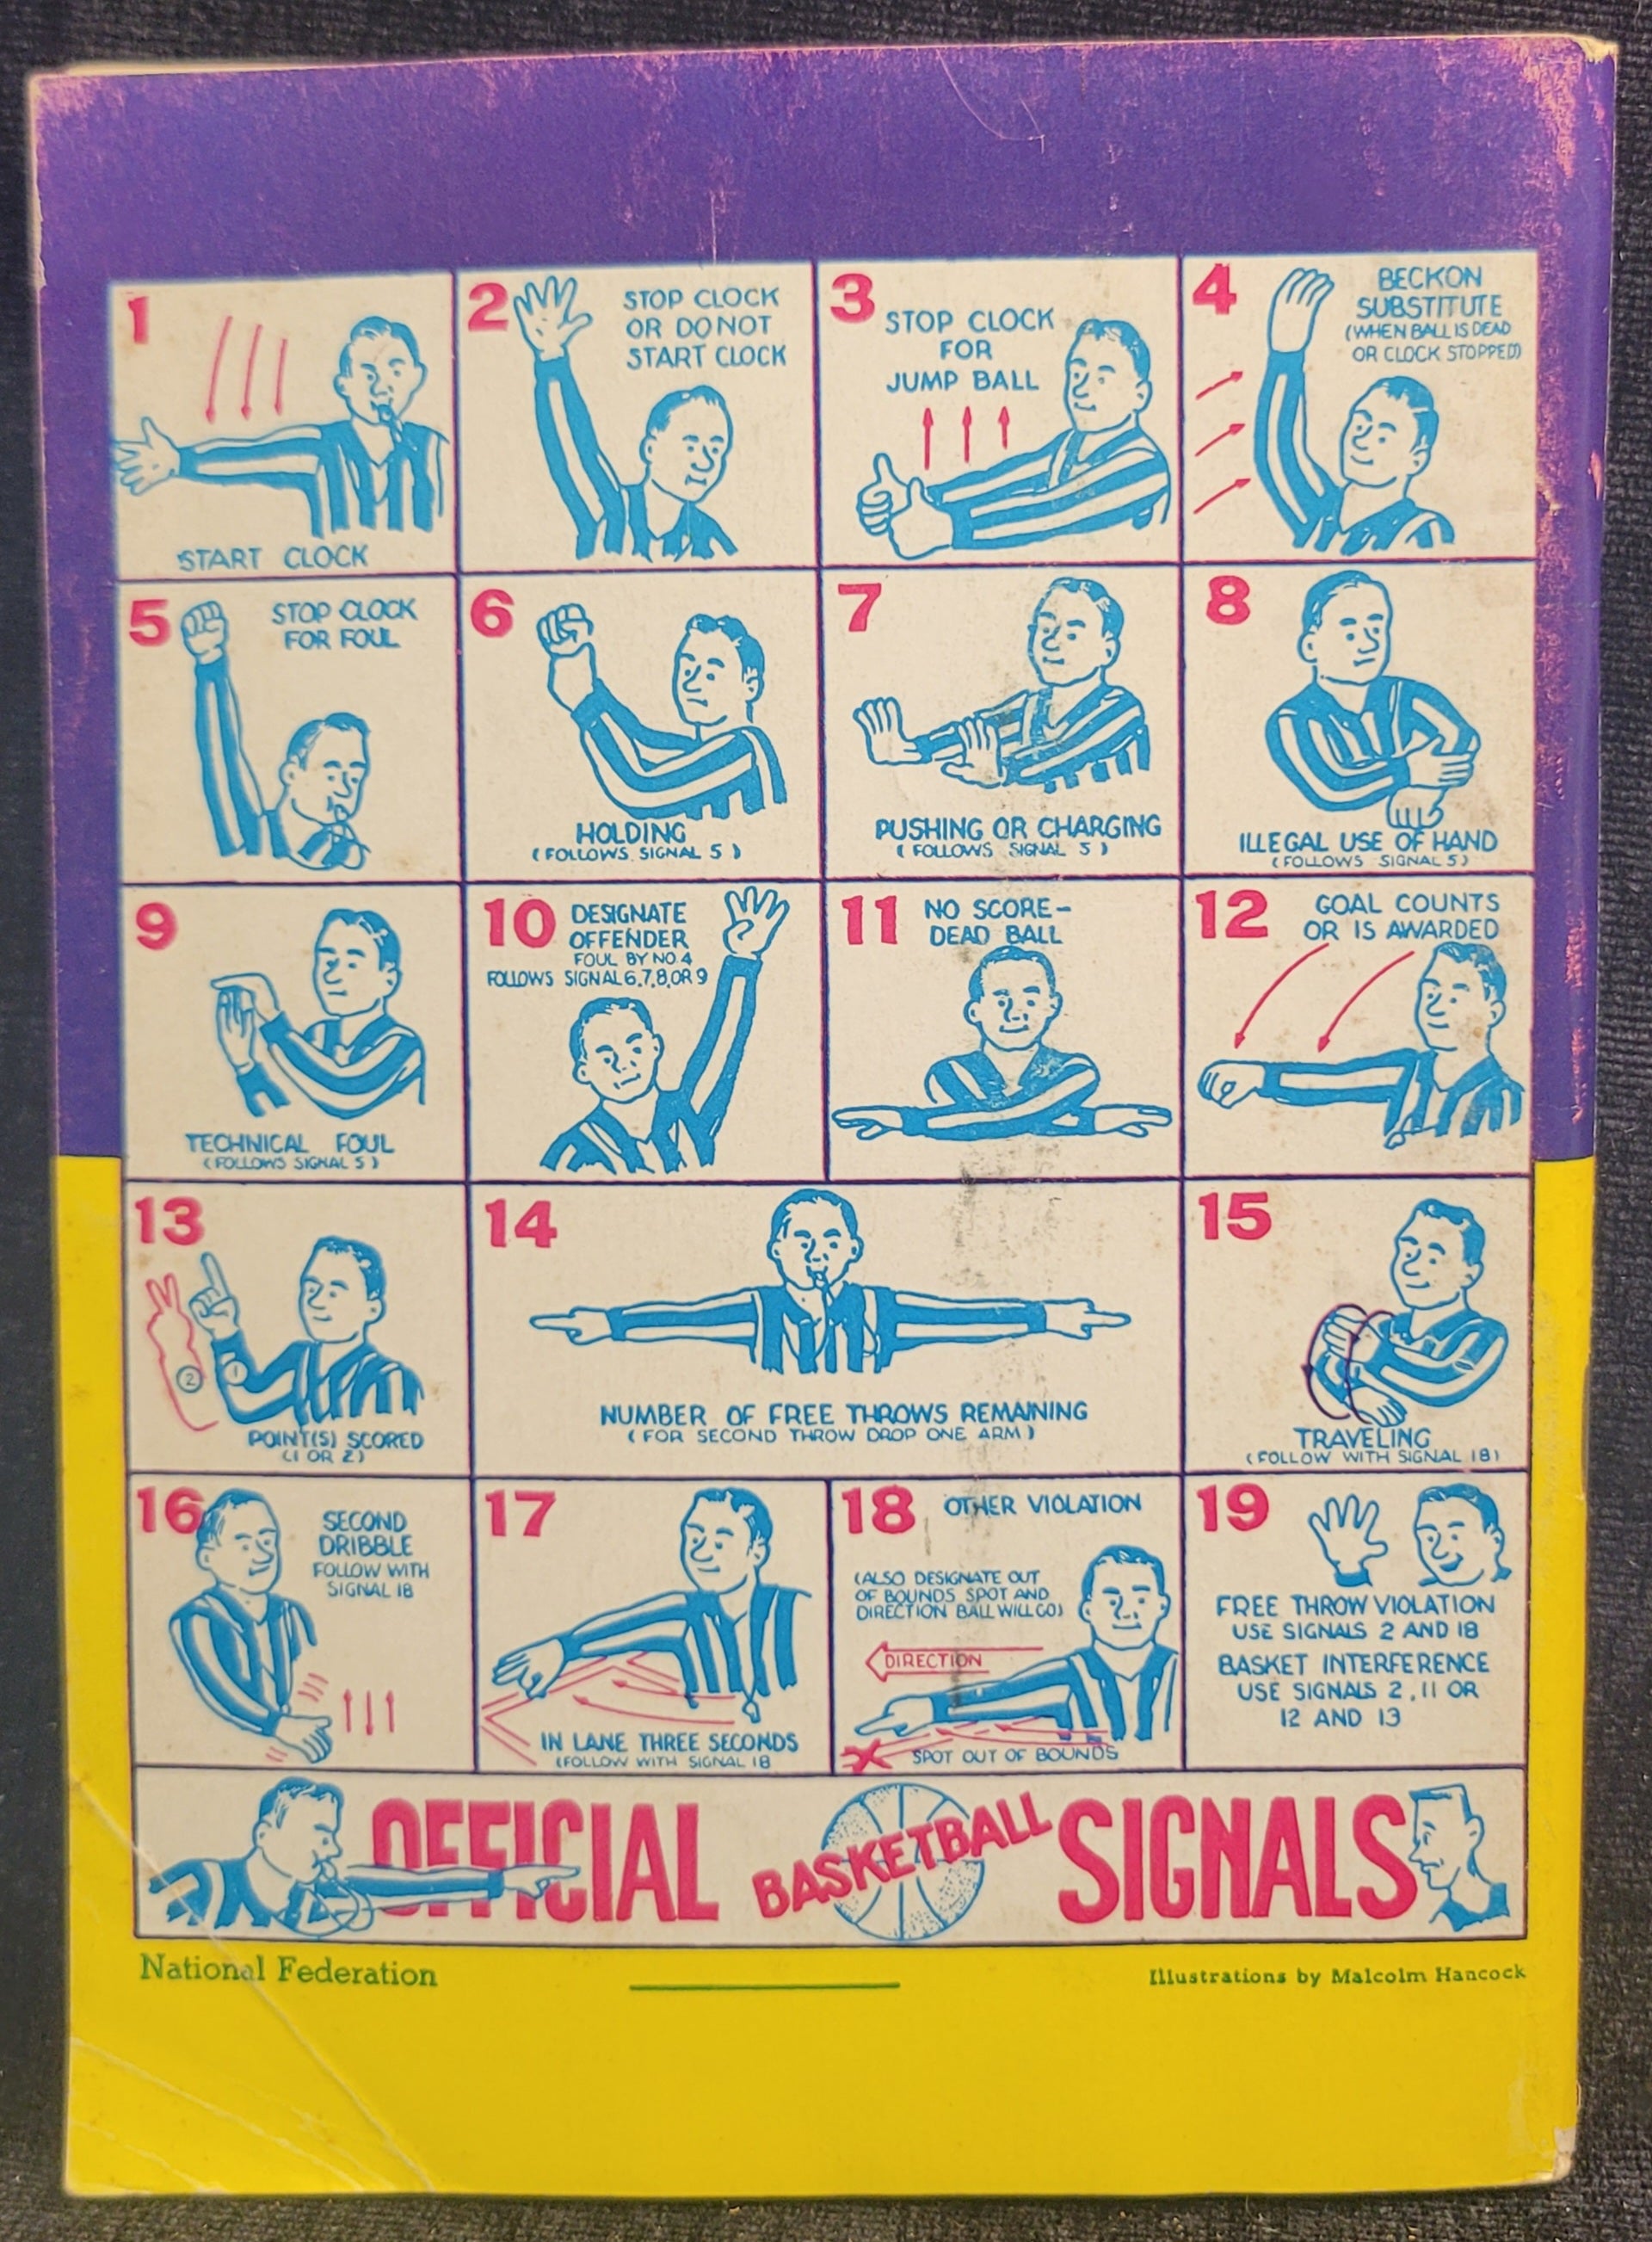 1
START CLOCK
2
STOP CLOCK
OR DO NOT
START CLOCK
3
STOP CLOCK
FOR
JUMP BALL
4
BECKON
SUBSTITUTE
(WHEN BALL IS DEAD
OR CLOCK STOPPED)
5
STOP CLOCK
FOR FOUL
6
HOLDING
(FOLLOWS SIGNAL 5)
7
PUSHING OR CHARGING
(FOLLOWS SIGNAL 5)
8
ILLEGAL USE OF HAND
(FOLLOWS SIGNAL 5)
9
TECHNICAL FOUL
(FOLLOWS SIGNAL 5)
10
DESIGNATE
OFFENDER
FOUL BY NO. 4
FOLLOWS SIGNAL 6,7,8, OR 9
11
NO SCORE-
DEAD BALL
12
GOAL COUNTS
OR IS AWARDED
13
2
1
POINT(S) SCORED
(1 OR 2)
14
NUMBER OF FREE THROWS REMAINING
(FOR SECOND THROW DROP ONE ARM)
15
TRAVELING
(FOLLOW WITH SIGNAL 18)
16
SECOND
DRIBBLE
FOLLOW WITH
SIGNAL 18
17
IN LANE THREE SECONDS
(FOLLOW WITH SIGNAL 18
18
OTHER VIOLATION
(ALSO DESIGNATE OUT
OF BOUNDS SPOT AND
DIRECTION BALL WILL GO)
DIRECTION
SPOT OUT OF BOUNDS
19
FREE THROW VIOLATION
USE SIGNALS 2 AND 18
BASKET INTERFERENCE
USE SIGNALS 2, 11 OR
12 AND 13
OFFICIAL BASKETBALL SIGNALS
National Federation
Illustrations by Malcolm Hancock